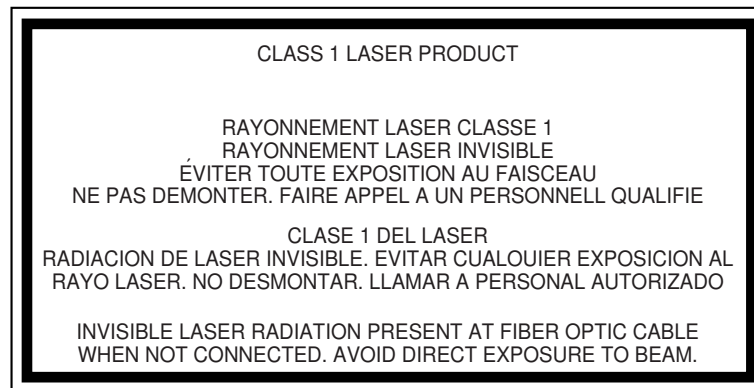 CLASS 1 LASER PRODUCT
RAYONNEMENT LASER CLASSE 1
RAYONNEMENT LASER INVISIBLE
ÉVITER TOUTE EXPOSITION AU FAISCEAU
NE PAS DEMONTER. FAIRE APPEL A UN PERSONNELL QUALIFIE
CLASE 1 DEL LASER
RADIACION DE LASER INVISIBLE. EVITAR CUALOUIER EXPOSICION AL
RAYO LASER. NO DESMONTAR. LLAMAR A PERSONAL AUTORIZADO
INVISIBLE LASER RADIATION PRESENT AT FIBER OPTIC CABLE
WHEN NOT CONNECTED. AVOID DIRECT EXPOSURE TO BEAM.